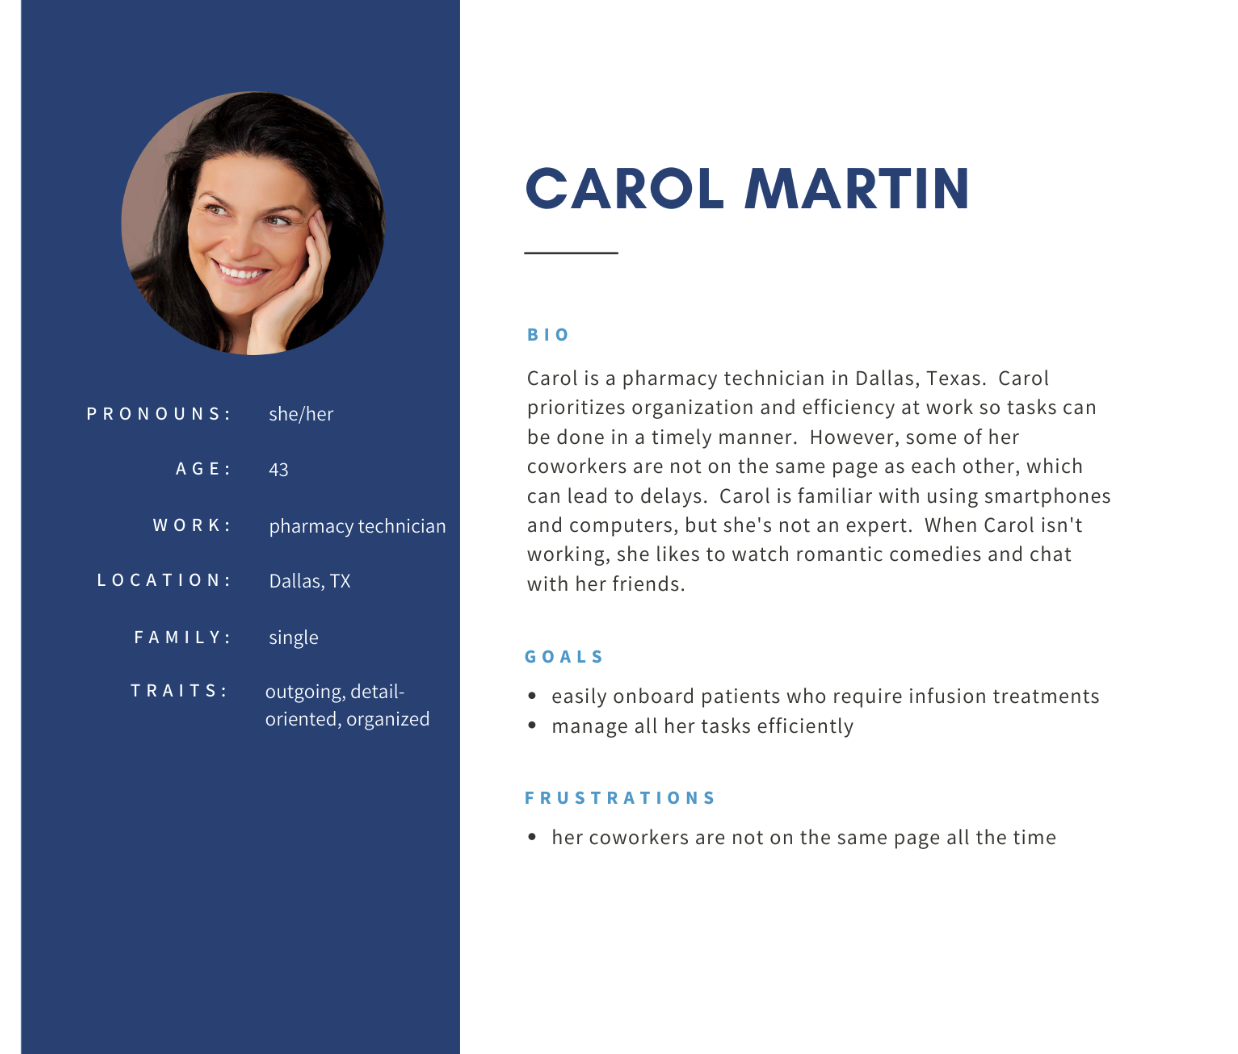 CAROL MARTIN
PRONOUNS: she/her
AGE: 43
WORK: pharmacy technician
LOCATION: Dallas, TX
FAMILY: single
TRAITS: outgoing, detail-
oriented, organized
BIO
Carol is a pharmacy technician in Dallas, Texas.  Carol
prioritizes organization and efficiency at work so tasks can
be done in a timely manner.  However, some of her
coworkers are not on the same page as each other, which
can lead to delays.  Carol is familiar with using smartphones
and computers, but she's not an expert.  When Carol isn't
working, she likes to watch romantic comedies and chat
with her friends.
GOALS
• easily onboard patients who require infusion treatments
• manage all her tasks efficiently
FRUSTRATIONS
• her coworkers are not on the same page all the time